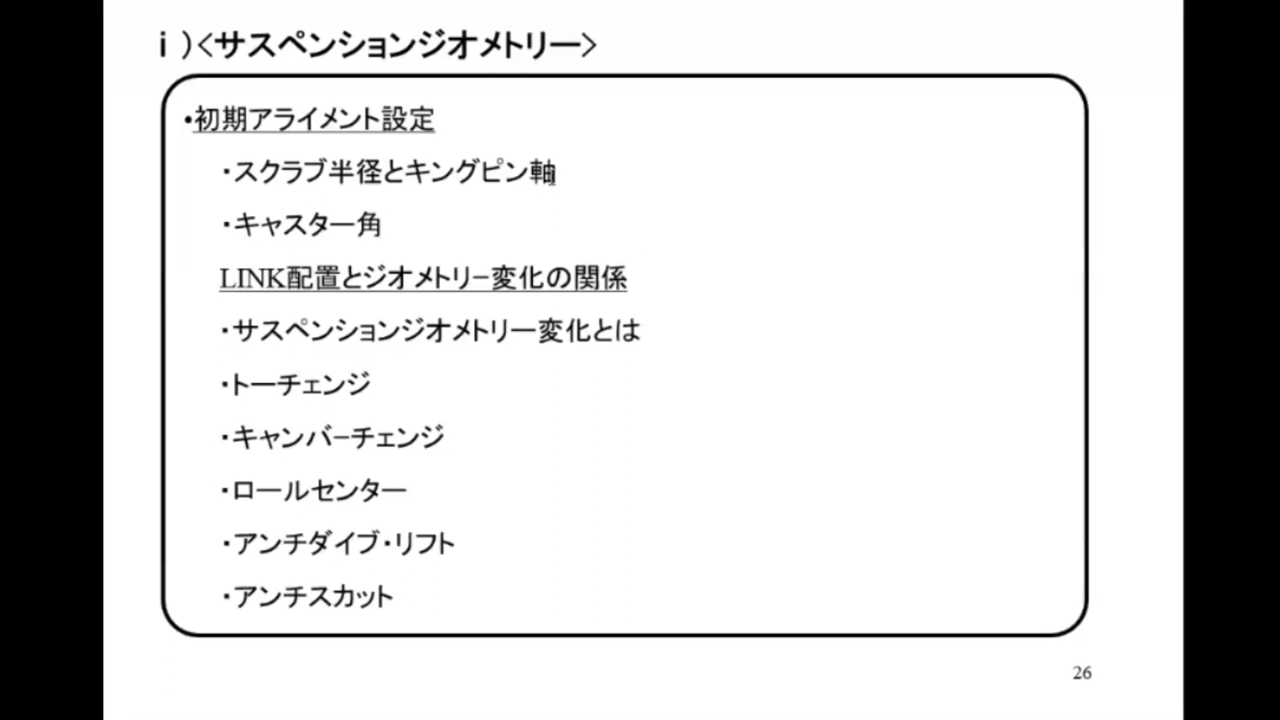 ⅰ)<サスペンションジオメトリー>
•初期アライメント設定
・スクラブ半径とキングピン軸
・キャスター角
LINK配置とジオメトリ−変化の関係
・サスペンションジオメトリー変化とは
・トーチェンジ
・キャンバ−チェンジ
・ロールセンター
・アンチダイブ・リフト
・アンチスカット
26